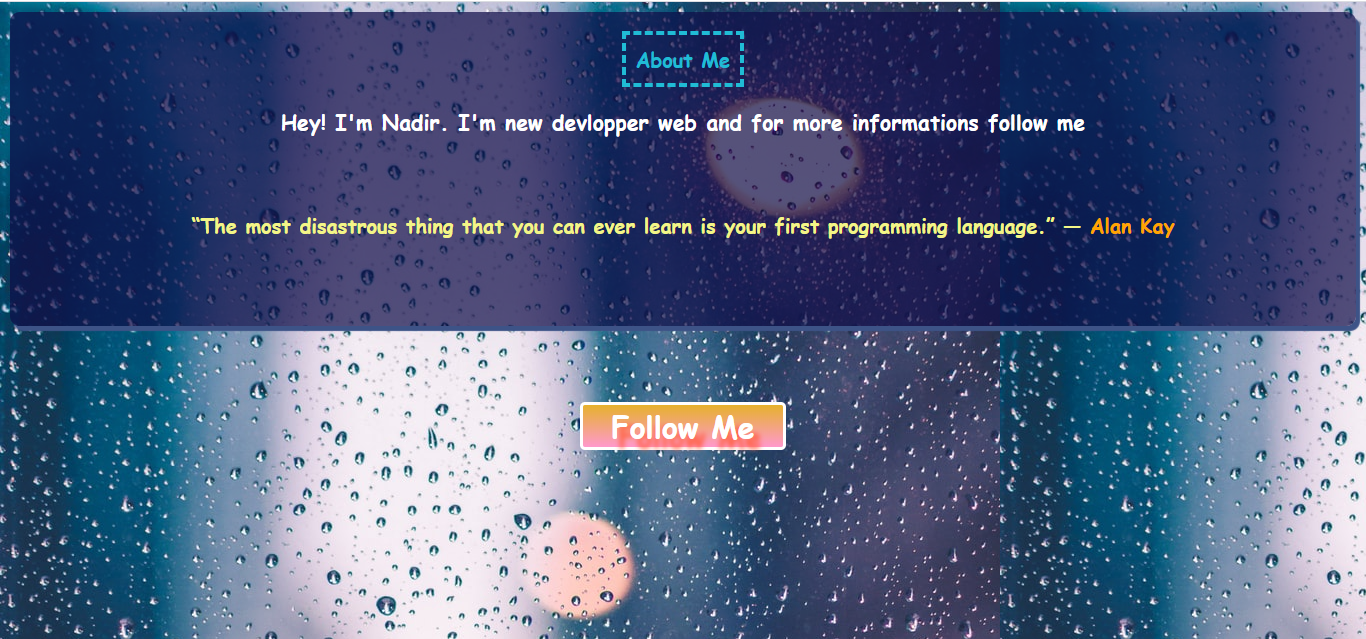 About Me
Hey! I'm Nadir. I'm new devlopper web and for more informations follow me
“The most disastrous thing that you can ever learn is your first programming language.” — Alan Kay
Follow Me